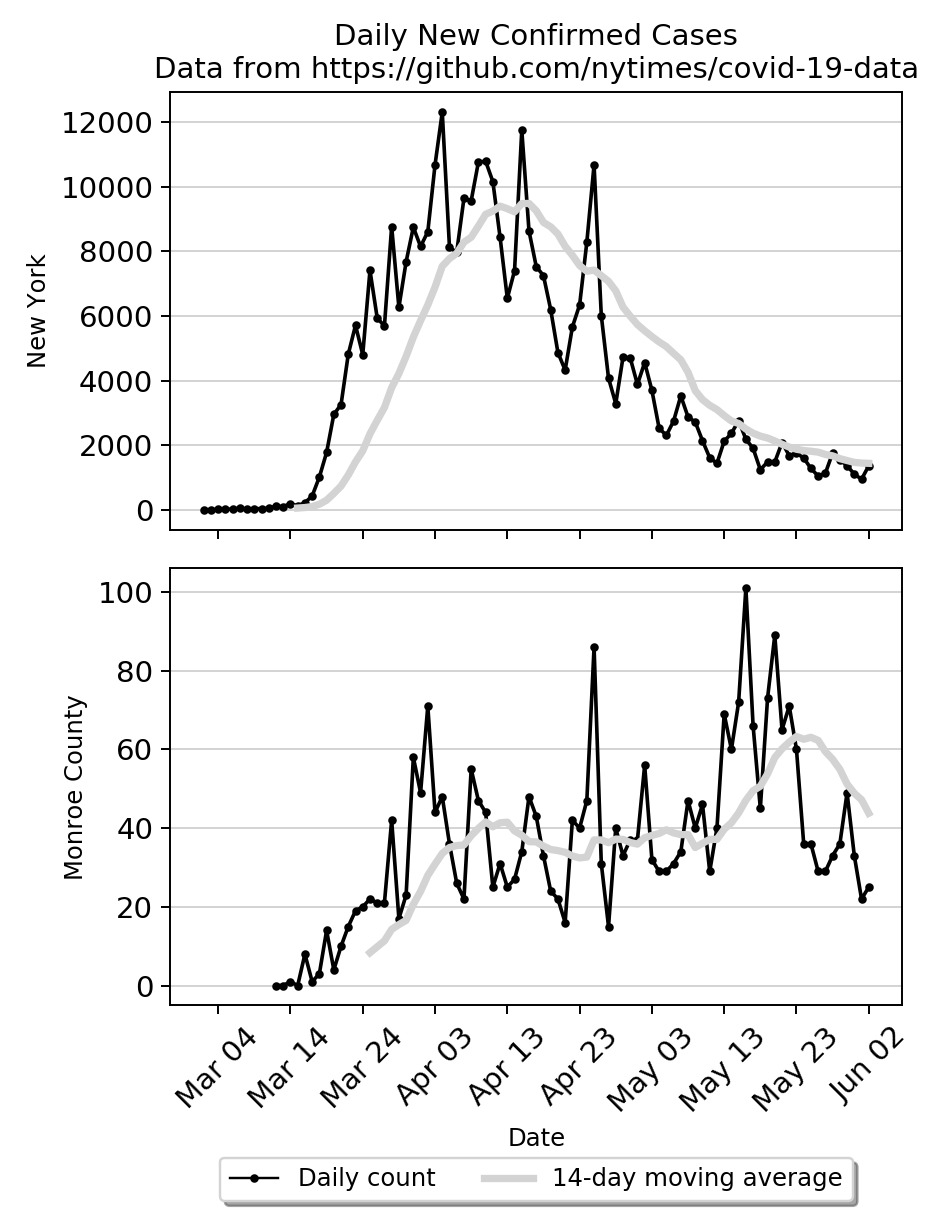 Daily New Confirmed Cases
Data from https://github.com/nytimes/covid-19-data
12000
10000
8000
6000
4000
2000
0
New York
100
80
60
40
20
0
Monroe County
Mar 04
Mar 14
Mar 24
Apr 03
Apr 13
Apr 23
May 03
May 13
May 23
Jun 02
Date
Daily count
14-day moving average